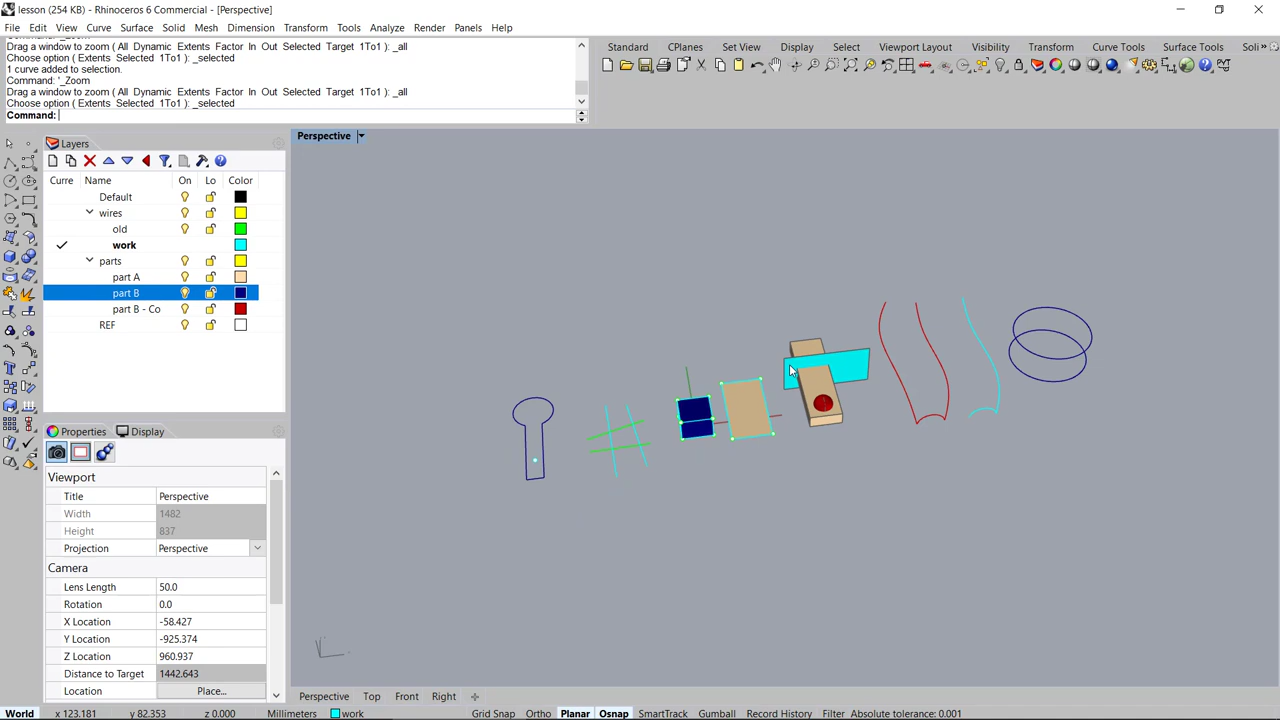 lesson (254 KB) - Rhinoceros 6 Commercial - [Perspective]
File Edit View Curve Surface Solid Mesh Dimension Transform Tools Analyze Render Panels Help
Drag a window to zoom ( All Dynamic Extents Factor In Out Selected Target 1To1 ): _all
Choose option ( Extents Selected 1To1 ): _selected
1 curve added to selection.
Command: '_Zoom
Drag a window to zoom ( All Dynamic Extents Factor In Out Selected Target 1To1 ): _all
Choose option ( Extents Selected 1To1 ): _selected
Command:
Standard CPlanes Set View Display Select Viewport Layout Visibility Transform Curve Tools Surface Tools Soli
Perspective
Layers
Curre Name On Lo Color
Default
wires
old
work
parts
part A
part B
part B - Co
REF
Properties Display
Viewport
Title Perspective
Width 1482
Height 837
Projection Perspective
Camera
Lens Length 50.0
Rotation 0.0
X Location -58.427
Y Location -925.374
Z Location 960.937
Distance to Target 1442.643
Location Place...
Perspective Top Front Right
World x 123.181 y 82.353 z 0.000 Millimeters work Grid Snap Ortho Planar Osnap SmartTrack Gumball Record History Filter Absolute tolerance: 0.001